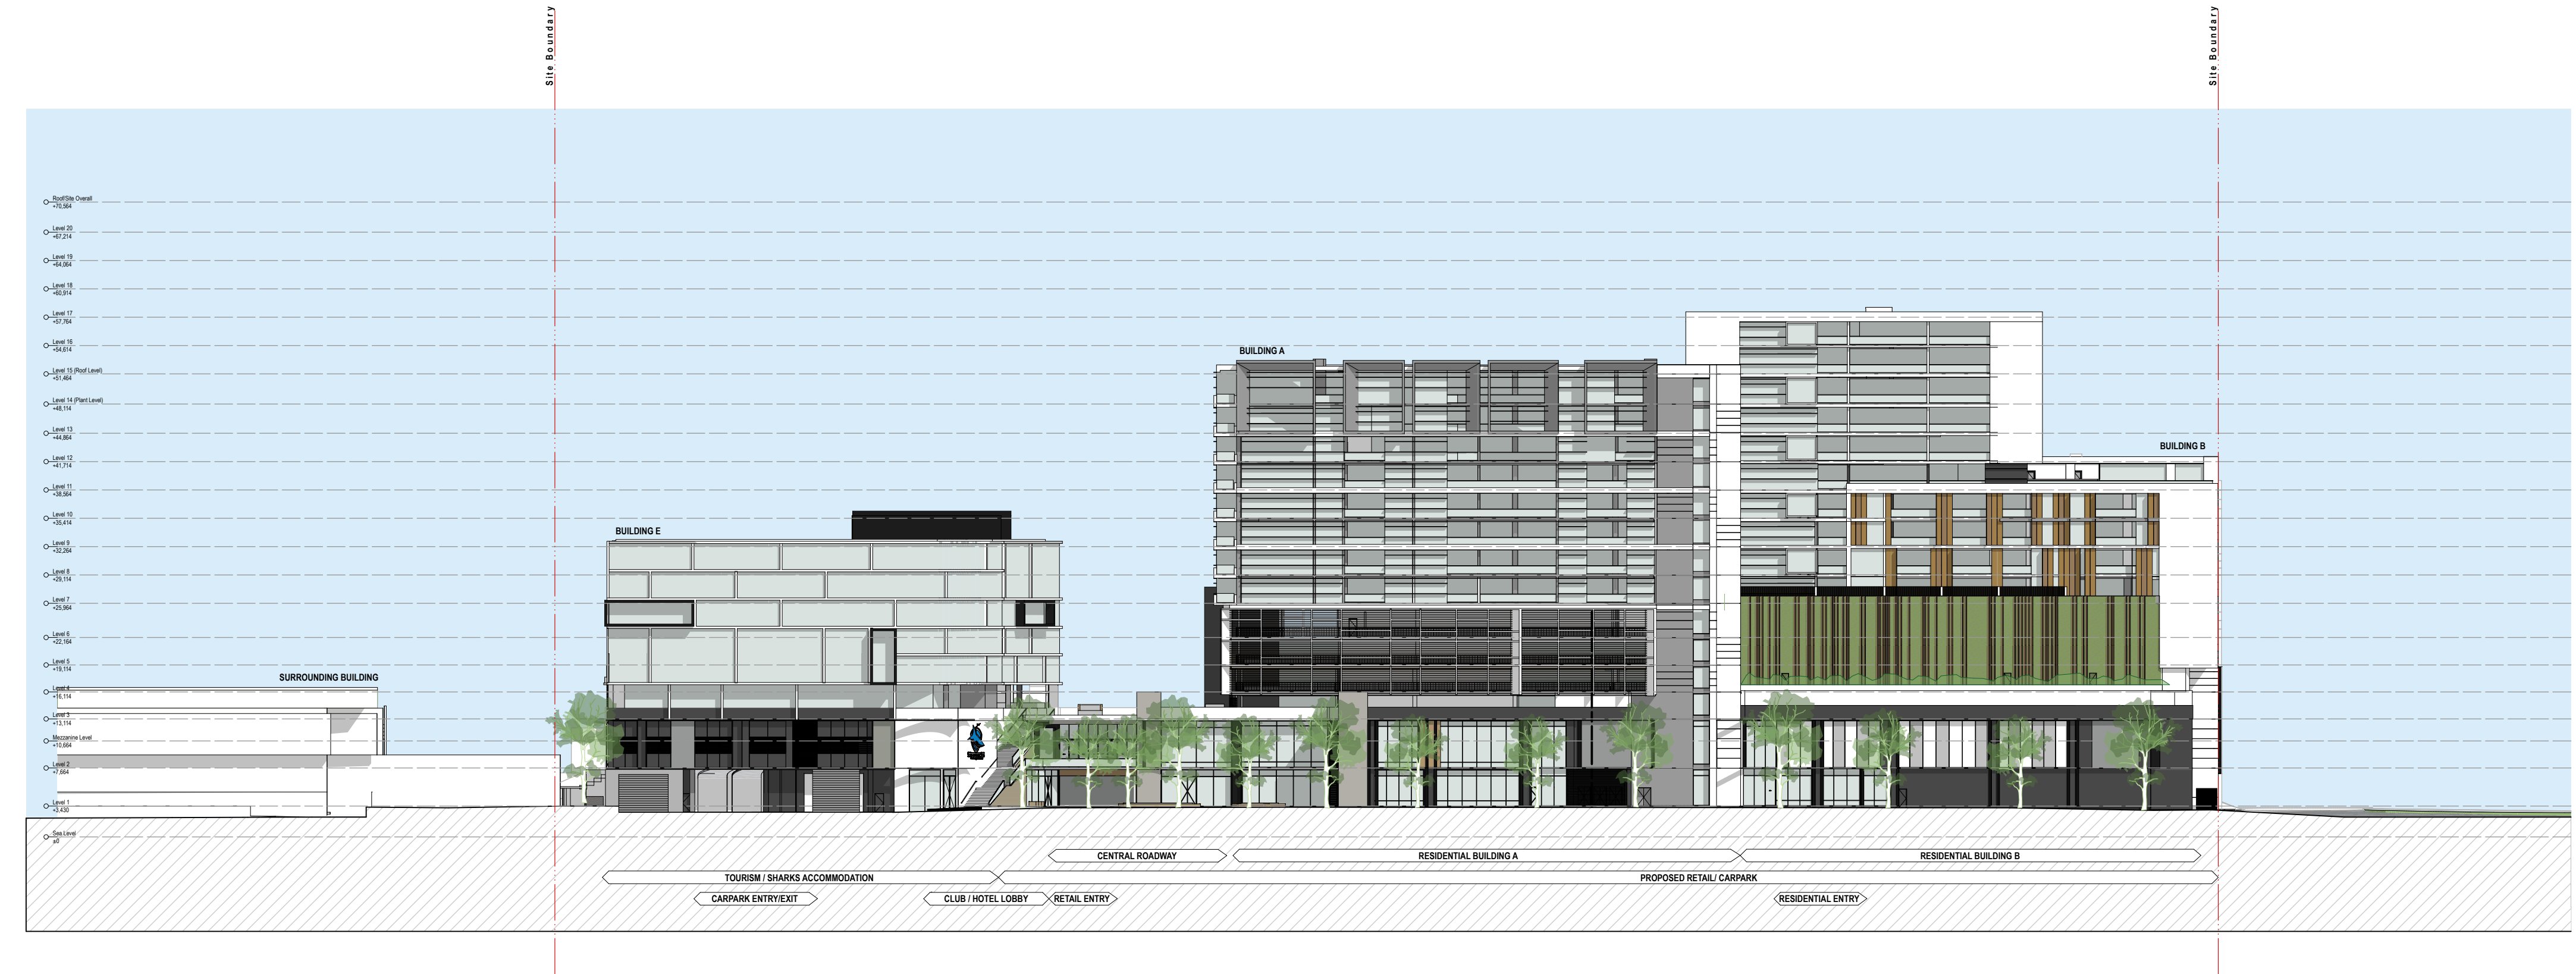 Site Boundary
Site Boundary
Roof/Site Overall
+70,564
Level 20
+67,214
Level 19
+64,064
Level 18
+60,914
Level 17
+57,764
Level 16
+54,614
Level 15 (Roof Level)
+51,464
Level 14 (Plant Level)
+48,114
Level 13
+44,864
Level 12
+41,714
Level 11
+38,564
Level 10
+35,414
Level 9
+32,264
Level 8
+29,114
Level 7
+25,964
Level 6
+22,164
Level 5
+19,114
Level 4
+16,114
Level 3
+13,114
Mezzanine Level
+10,664
Level 2
+7,664
Level 1
+3,430
Sea Level
±0
SURROUNDING BUILDING
BUILDING E
BUILDING A
BUILDING B
CENTRAL ROADWAY
RESIDENTIAL BUILDING A
RESIDENTIAL BUILDING B
TOURISM / SHARKS ACCOMMODATION
PROPOSED RETAIL/ CARPARK
CARPARK ENTRY/EXIT
CLUB / HOTEL LOBBY
RETAIL ENTRY
RESIDENTIAL ENTRY